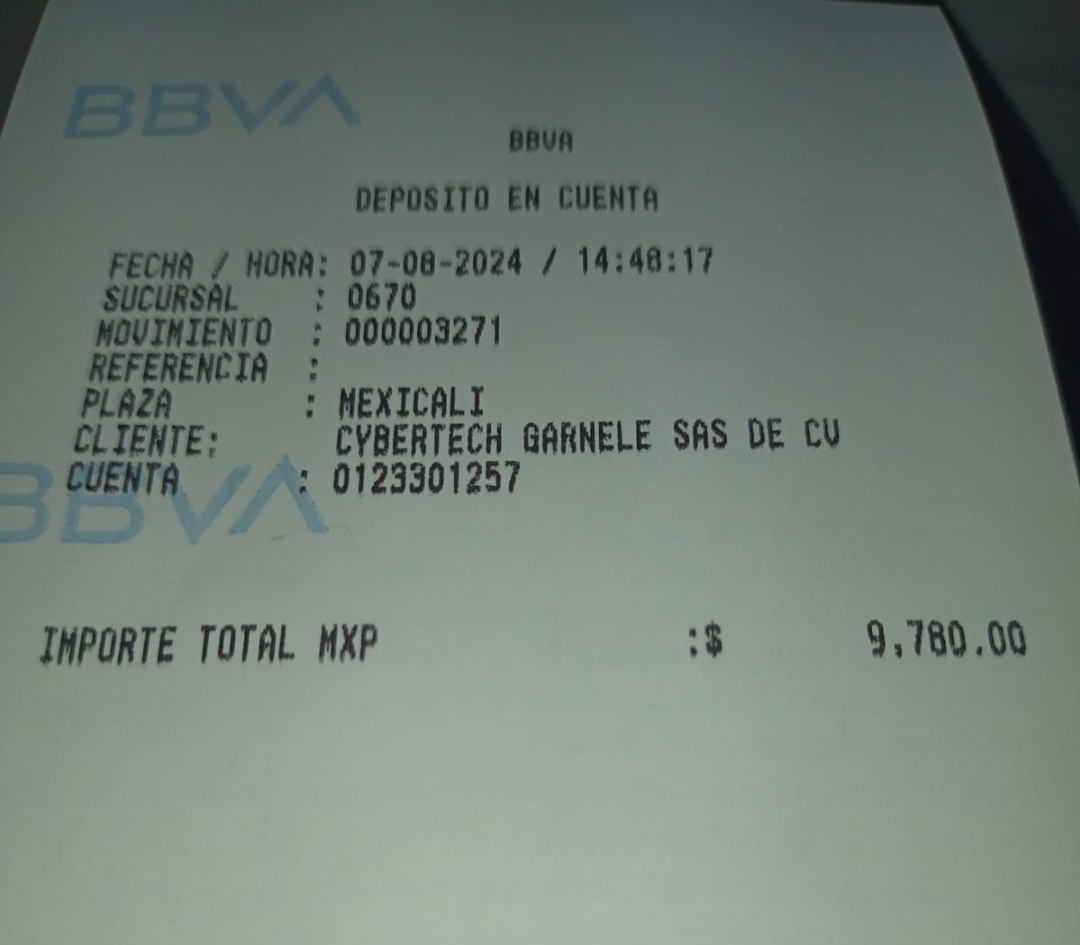 BBVA
BBVA
DEPOSITO EN CUENTA
FECHA / HORA: 07-08-2024 / 14:48:17
SUCURSAL : 0670
MOVIMIENTO : 000003271
REFERENCIA :
PLAZA : MEXICALI
CLIENTE: CYBERTECH GARNELE SAS DE CV
CUENTA : 0123301257
BBVA
IMPORTE TOTAL MXP :$ 9,780.00